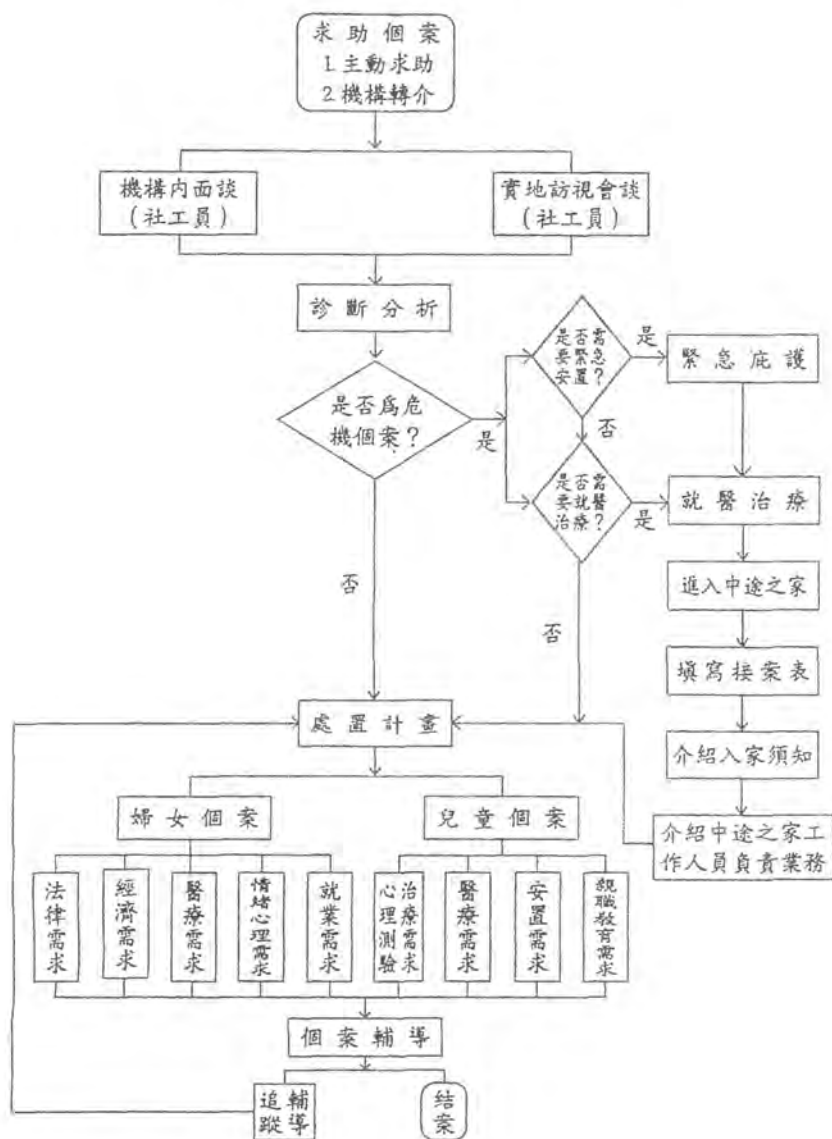 求助個案
1.主動求助
2.機構轉介
機構內面談
(社工員)
實地訪視會談
(社工員)
診斷分析
是否需
要緊急
安置?
是
緊急庇護
是否爲危
機個案?
是
否
是否需
要就醫
治療?
是
就醫治療
進入中途之家
否
否
填寫接案表
處置計畫
介紹入家須知
婦女個案
兒童個案
介紹中途之家工
作人員負責業務
法律需求
經濟需求
醫療需求
情緒心理需求
就業需求
治療需求
心理測驗
醫療需求
安置需求
親職教育需求
個案輔導
輔導
追蹤
结案